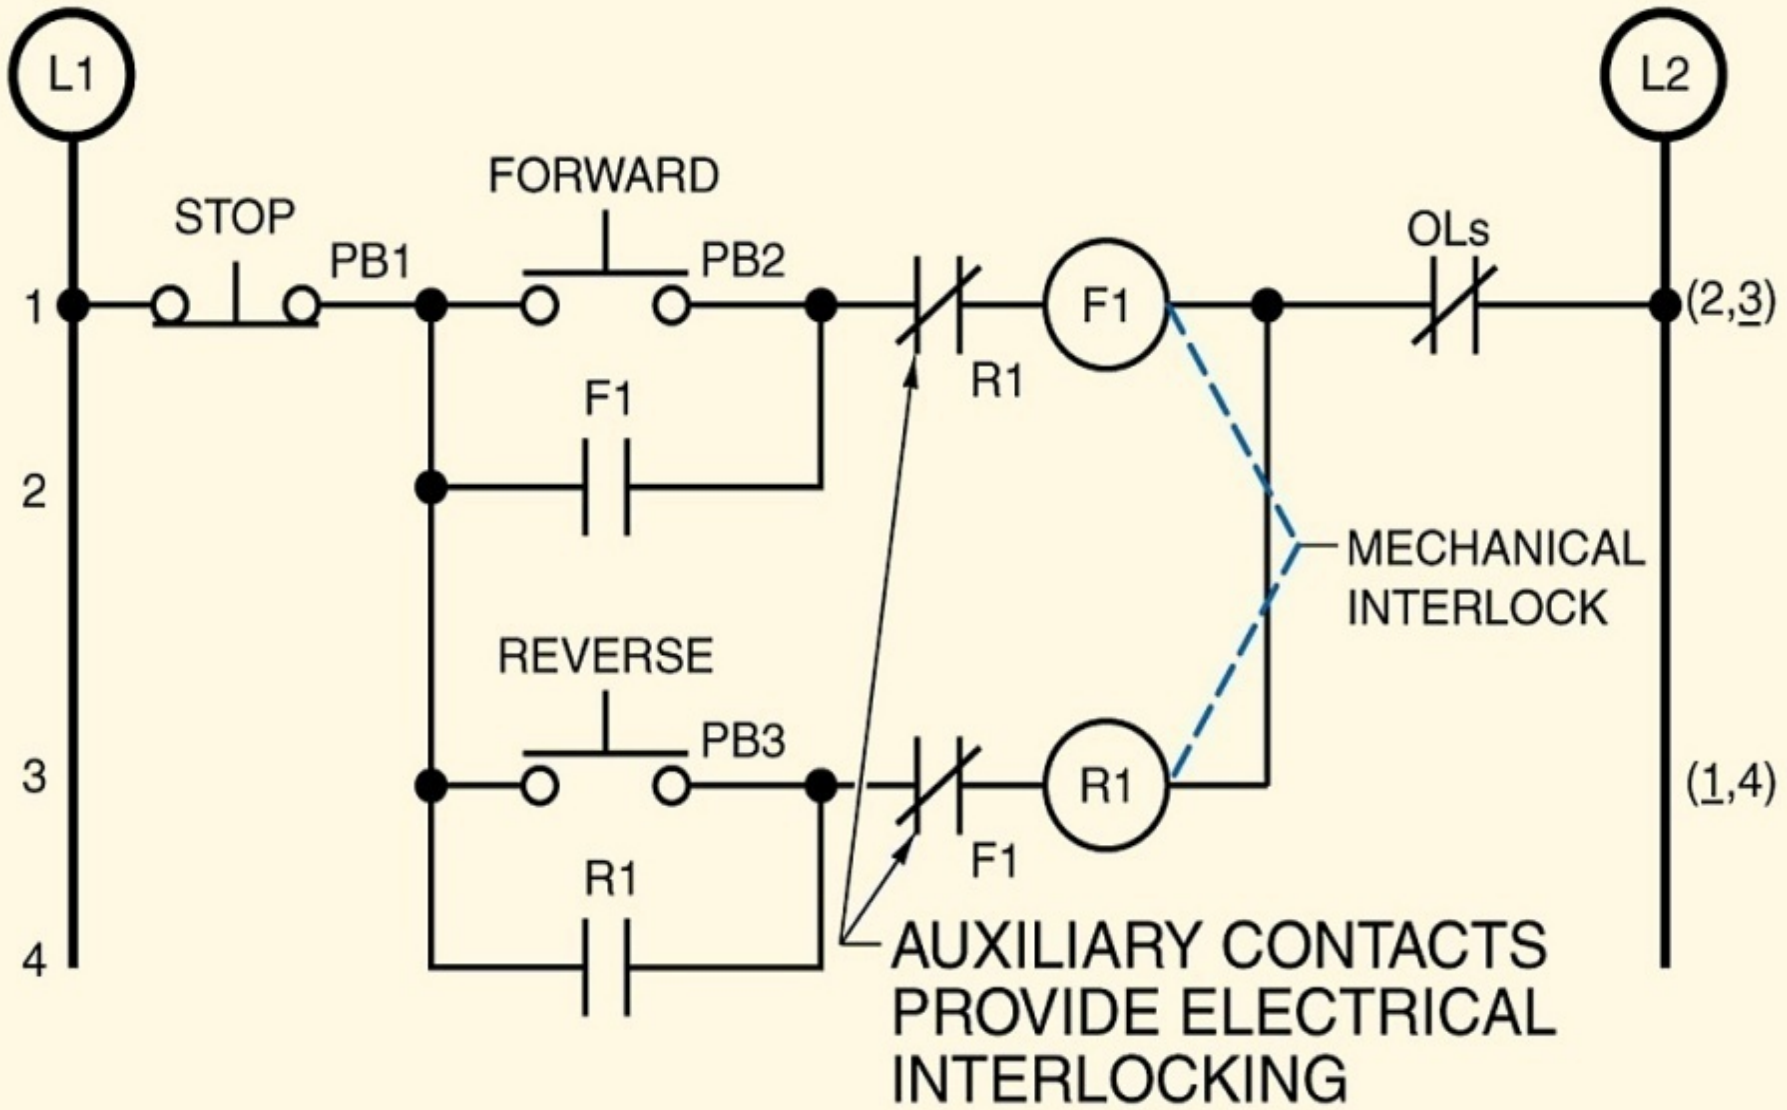 L1
L2
FORWARD
STOP
PB1
PB2
OLs
1
F1
(2,3)
R1
F1
2
MECHANICAL
INTERLOCK
REVERSE
PB3
3
R1
(1,4)
F1
R1
4
AUXILIARY CONTACTS
PROVIDE ELECTRICAL
INTERLOCKING